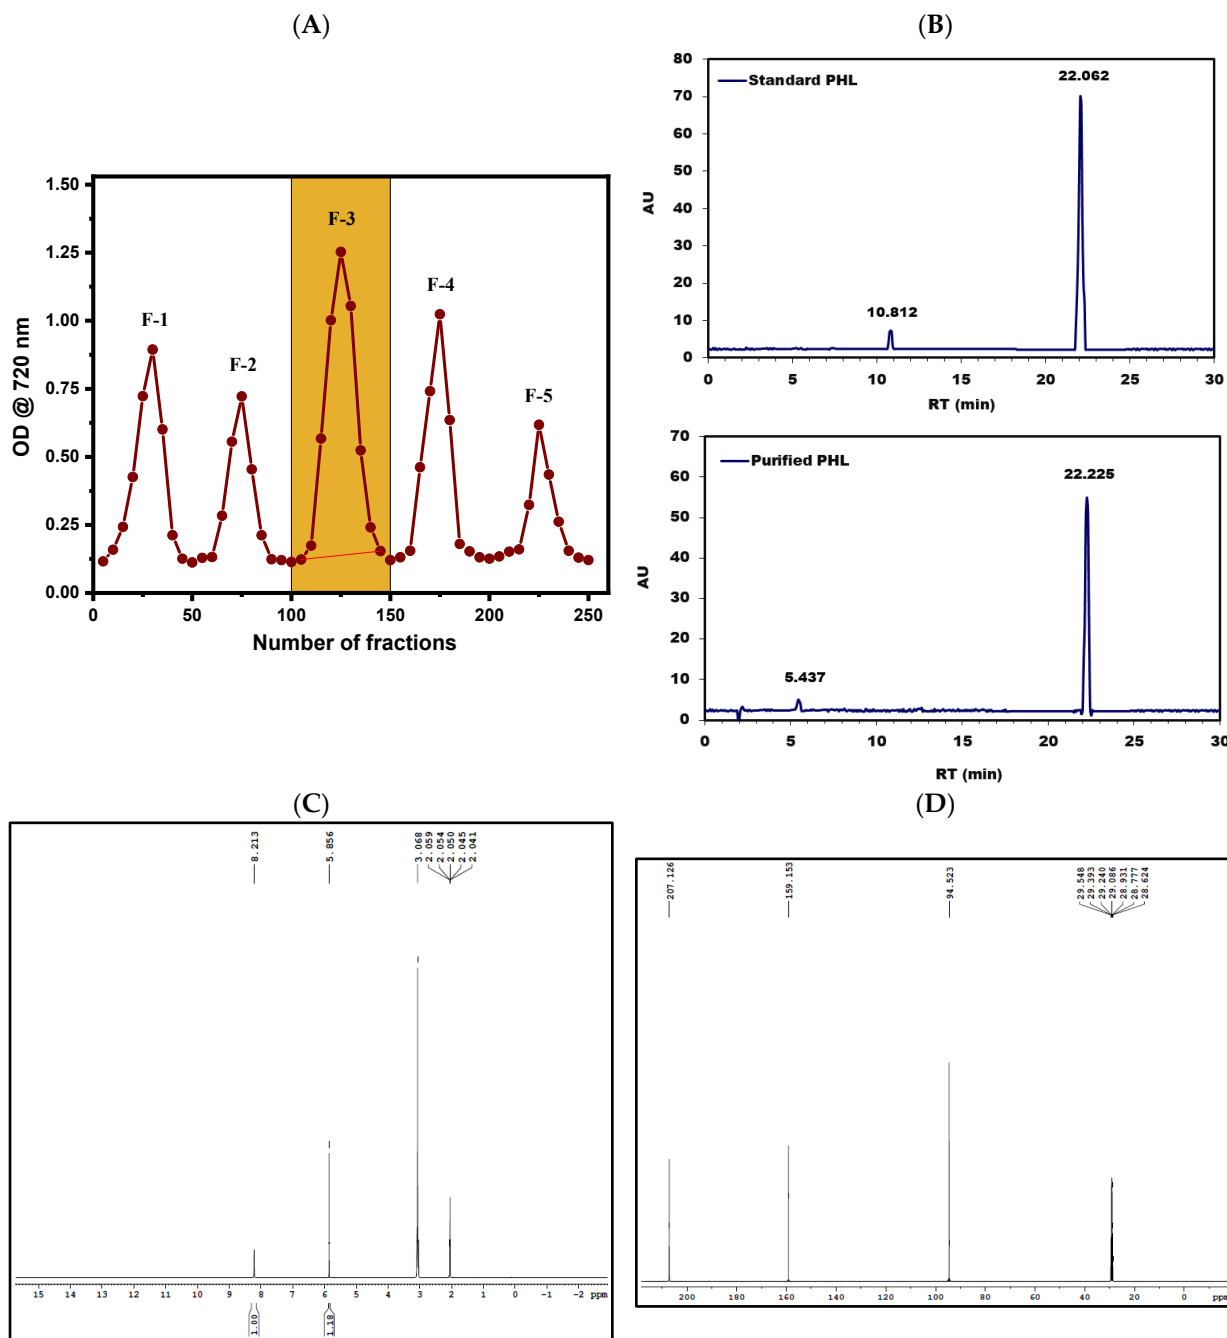 (A)
OD @ 720 nm
1.50
1.25
1.00
0.75
0.50
0.25
0.00
F-1
F-2
F-3
F-4
F-5
0 50 100 150 200 250
Number of fractions
(B)
AU
80
70
60
50
40
30
20
10
0
Standard PHL
22.062
10.812
0 5 10 15 20 25 30
RT (min)
AU
70
60
50
40
30
20
10
0
Purified PHL
22.225
5.437
0 5 10 15 20 25 30
RT (min)
(C)
8.213
5.856
3.068
2.059
2.054
2.050
2.045
2.041
15 14 13 12 11 10 9 8 7 6 5 4 3 2 1 0 -1 -2 ppm
1.00
1.18
(D)
207.126
159.153
94.523
29.548
29.393
29.240
29.086
28.931
28.777
28.624
200 180 160 140 120 100 80 60 40 20 0 ppm